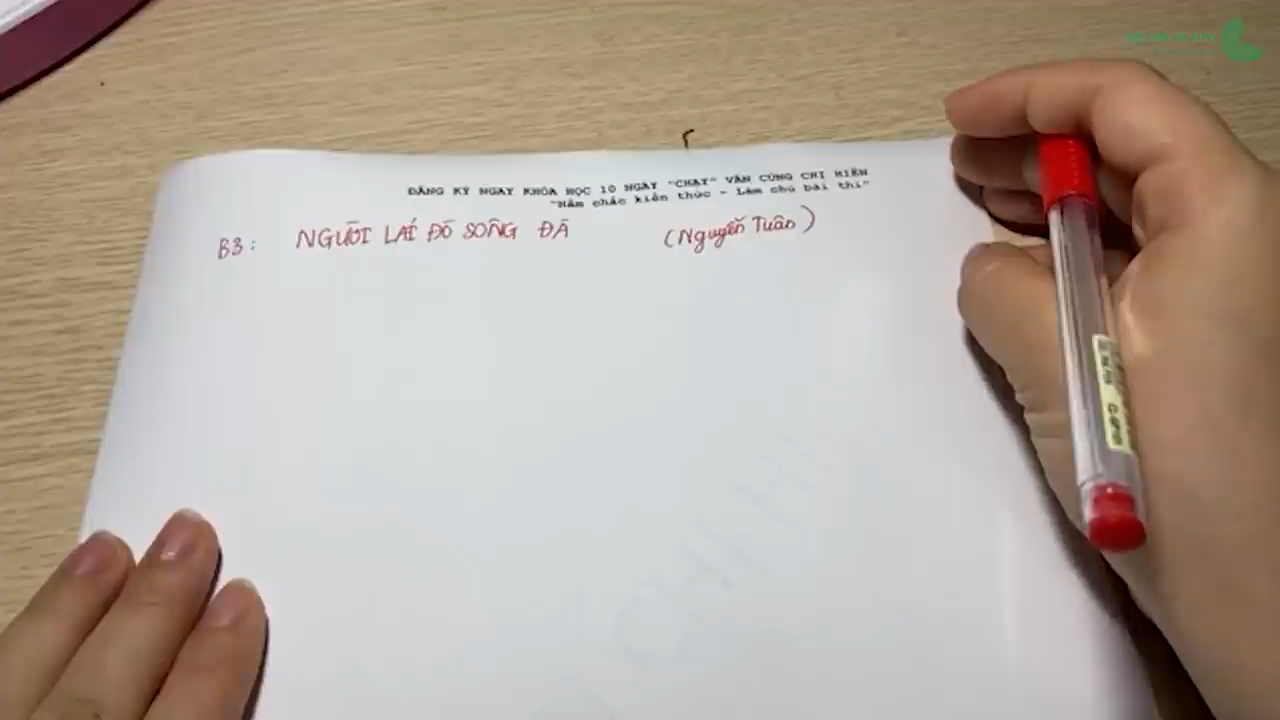 ĐĂNG KÝ NGAY KHÓA HỌC 10 NGÀY "CHẠY" VĂN CÙNG CHỊ HIÊN
"Nắm chắc kiến thức - Làm chủ bài thi"
B3: NGƯỜI LÁI ĐÒ SÔNG ĐÀ (Nguyễn Tuân)